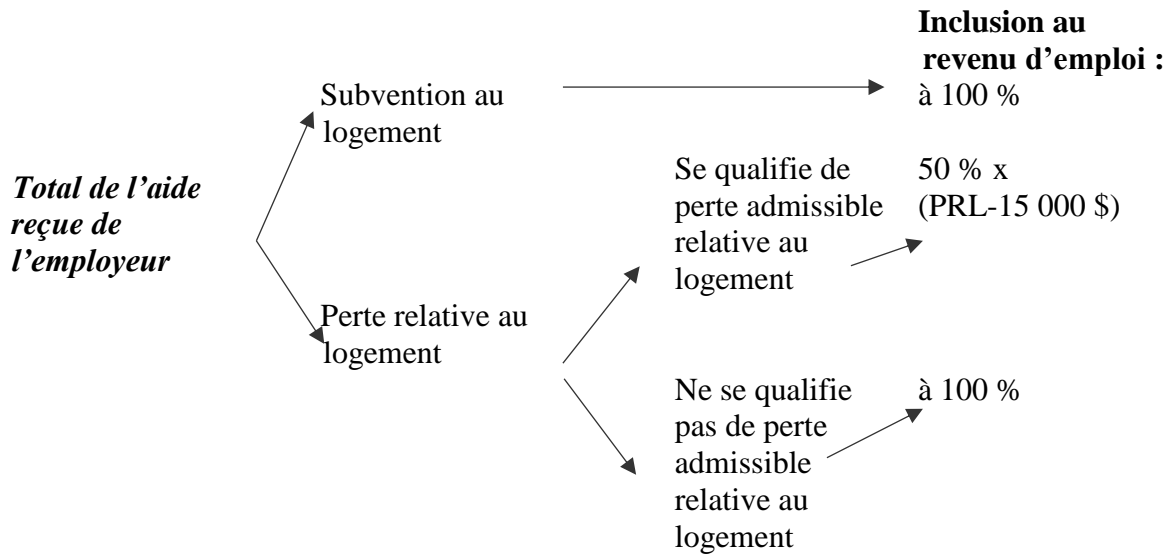 Inclusion au
revenu d’emploi :
Subvention au
logement
à 100 %
Total de l’aide
reçue de
l’employeur
Se qualifie de
perte admissible
relative au
logement
50 % x
(PRL-15 000 $)
Perte relative au
logement
Ne se qualifie
pas de perte
admissible
relative au
logement
à 100 %